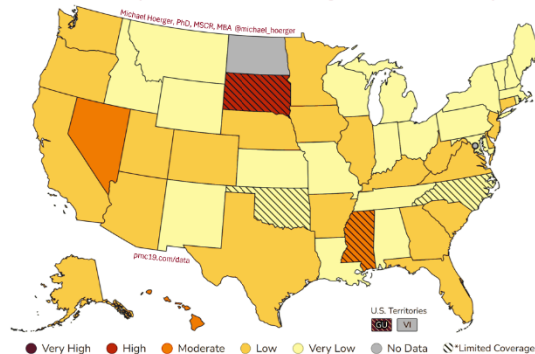 Michael Hoerger, PhD, MSCR, MBA @michael_hoerger
pmc19.com/data
U.S. Territories
GU VI
Very High High Moderate Low Very Low No Data *Limited Coverage